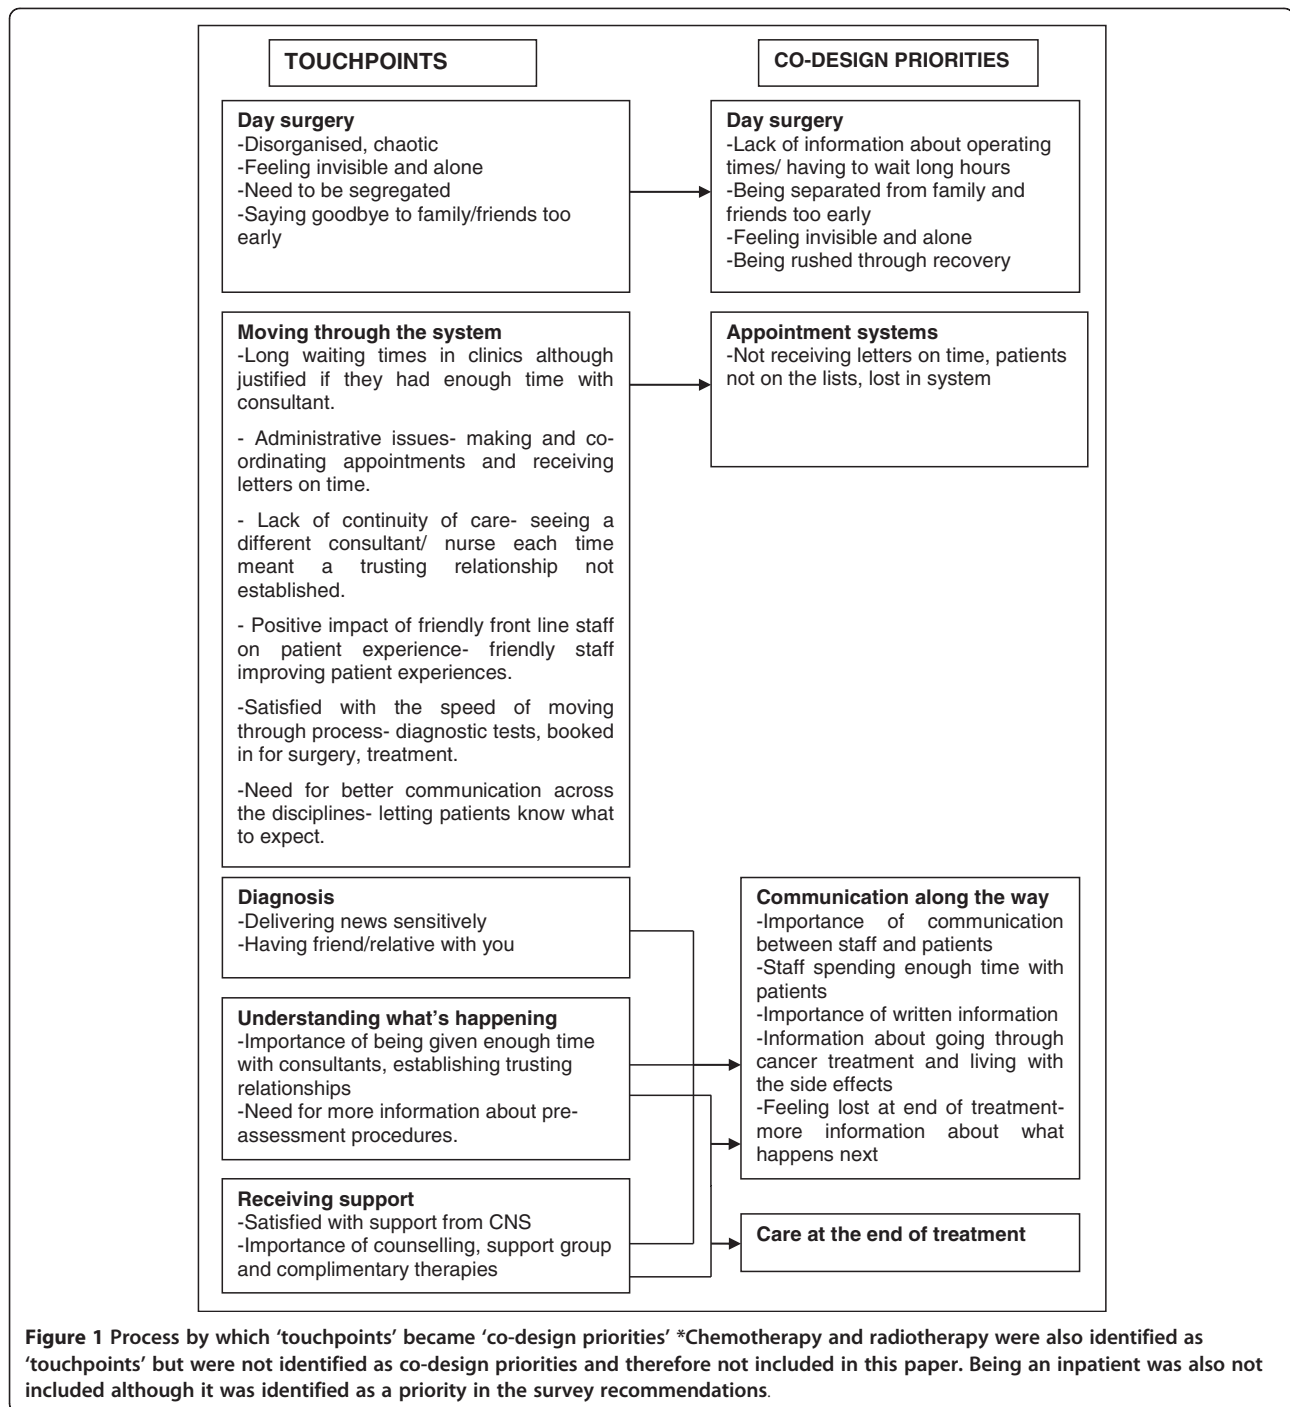 TOUCHPOINTS
CO-DESIGN PRIORITIES
Day surgery
-Disorganised, chaotic
-Feeling invisible and alone
-Need to be segregated
-Saying goodbye to family/friends too
early
Day surgery
-Lack of information about operating
times/ having to wait long hours
-Being separated from family and
friends too early
-Feeling invisible and alone
-Being rushed through recovery
Moving through the system
-Long waiting times in clinics although
justified if they had enough time with
consultant.
- Administrative issues- making and co-
ordinating appointments and receiving
letters on time.
- Lack of continuity of care- seeing a
different consultant/ nurse each time
meant a trusting relationship not
established.
- Positive impact of friendly front line staff
on patient experience- friendly staff
improving patient experiences.
-Satisfied with the speed of moving
through process- diagnostic tests, booked
in for surgery, treatment.
-Need for better communication across
the disciplines- letting patients know what
to expect.
Appointment systems
-Not receiving letters on time, patients
not on the lists, lost in system
Diagnosis
-Delivering news sensitively
-Having friend/relative with you
Understanding what's happening
-Importance of being given enough time
with consultants, establishing trusting
relationships
-Need for more information about pre-
assessment procedures.
Receiving support
-Satisfied with support from CNS
-Importance of counselling, support group
and complimentary therapies
Communication along the way
-Importance of communication
between staff and patients
-Staff spending enough time with
patients
-Importance of written information
-Information about going through
cancer treatment and living with
the side effects
-Feeling lost at end of treatment-
more information about what
happens next
Care at the end of treatment
Figure 1 Process by which 'touchpoints' became 'co-design priorities' *Chemotherapy and radiotherapy were also identified as
'touchpoints' but were not identified as co-design priorities and therefore not included in this paper. Being an inpatient was also not
included although it was identified as a priority in the survey recommendations.